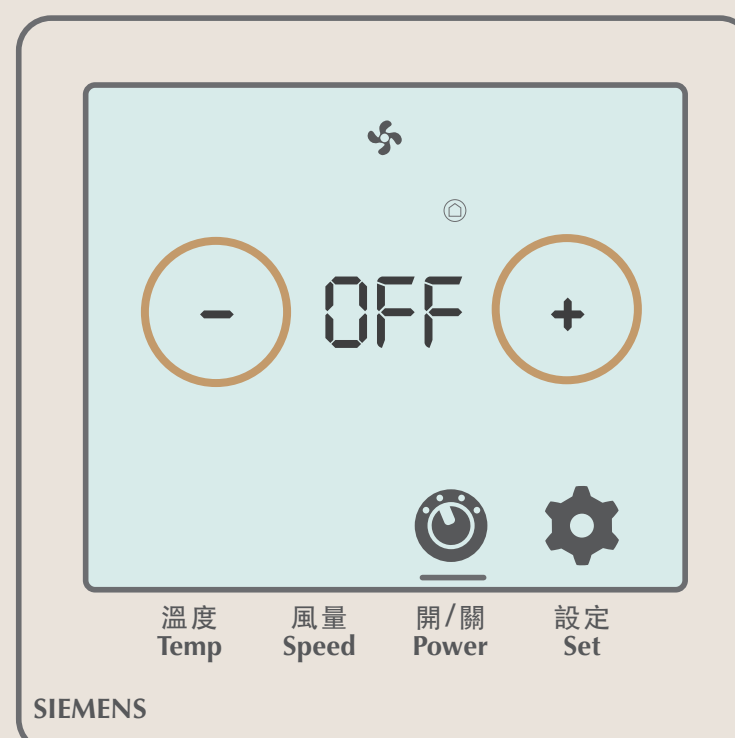 - OFF +
溫度 風量 開/關 設定
Temp Speed Power Set
SIEMENS